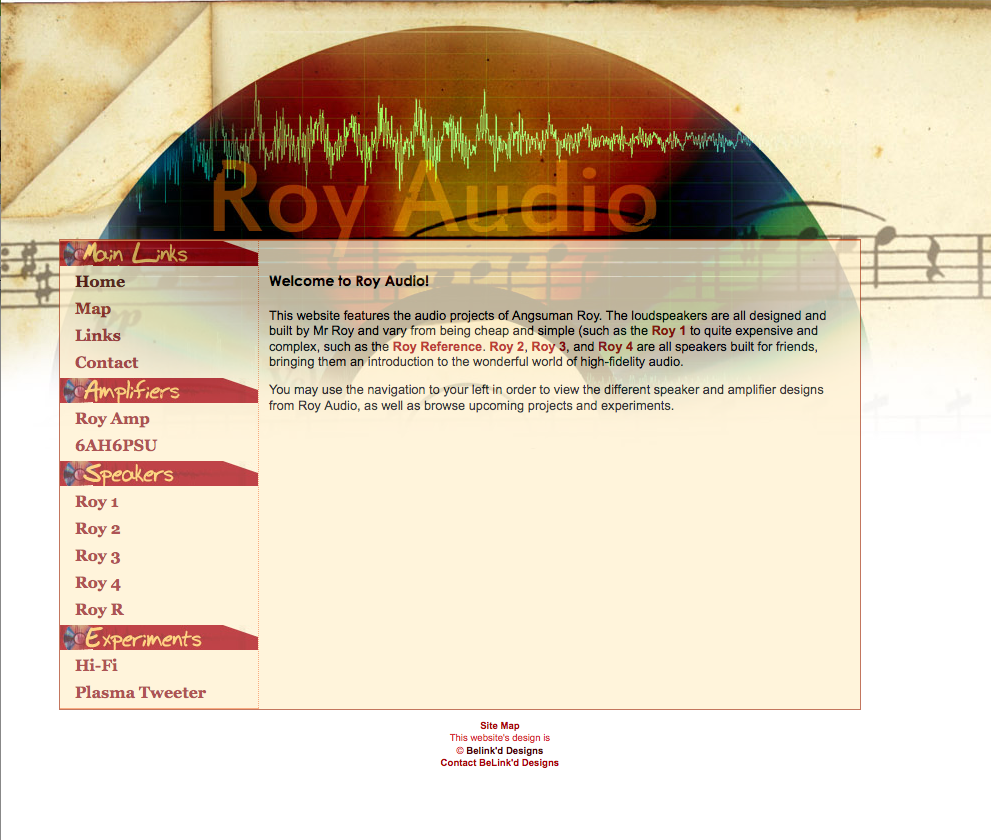 Roy Audio
Main Links
Home
Map
Links
Contact
Amplifiers
Roy Amp
6AH6PSU
Speakers
Roy 1
Roy 2
Roy 3
Roy 4
Roy R
Experiments
Hi-Fi
Plasma Tweeter
Welcome to Roy Audio!
This website features the audio projects of Angsuman Roy. The loudspeakers are all designed and
built by Mr Roy and vary from being cheap and simple (such as the Roy 1 to quite expensive and
complex, such as the Roy Reference. Roy 2, Roy 3, and Roy 4 are all speakers built for friends,
bringing them an introduction to the wonderful world of high-fidelity audio.
You may use the navigation to your left in order to view the different speaker and amplifier designs
from Roy Audio, as well as browse upcoming projects and experiments.
Site Map
This website's design is
© Belink'd Designs
Contact BeLink'd Designs